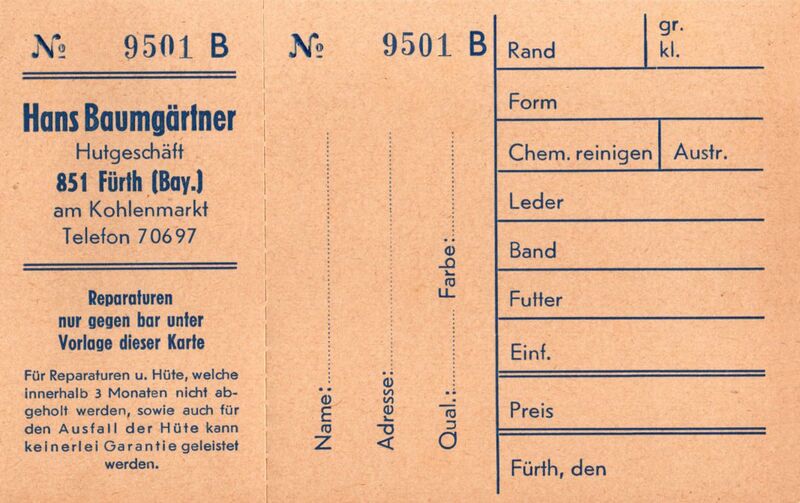 № 9501 B
Hans Baumgärtner
Hutgeschäft
851 Fürth (Bay.)
am Kohlenmarkt
Telefon 70697
Reparaturen
nur gegen bar unter
Vorlage dieser Karte
Für Reparaturen u. Hüte, welche
innerhalb 3 Monaten nicht ab-
geholt werden, sowie auch für
den Ausfall der Hüte kann
keinerlei Garantie geleistet
werden.
№ 9501 B
Name:
Adresse:
Qual.: Farbe:
Rand gr. kl.
Form
Chem. reinigen Austr.
Leder
Band
Futter
Einf.
Preis
Fürth, den